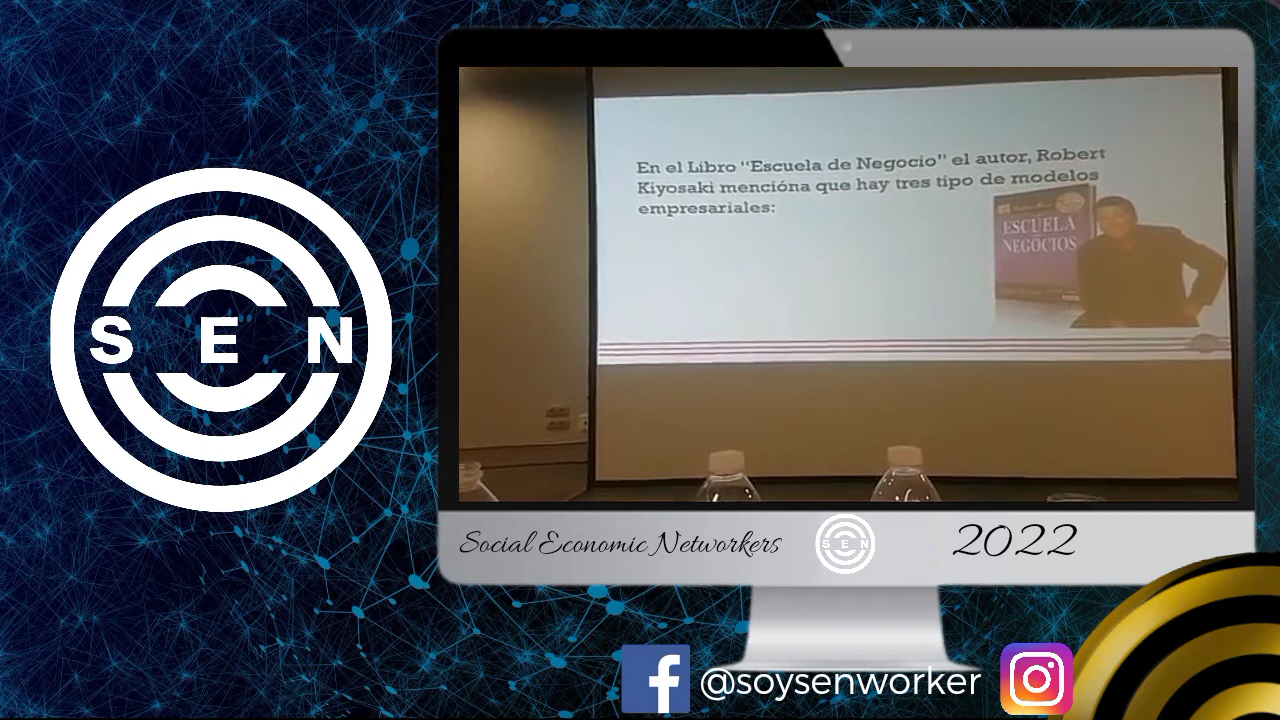 S E N
En el Libro "Escuela de Negocio" el autor, Robert
Kiyosaki mencióna que hay tres tipo de modelos
empresariales:
ESCUELA
NEGOCIOS
Social Economic Networkers
S E N
2022
@soysenworker